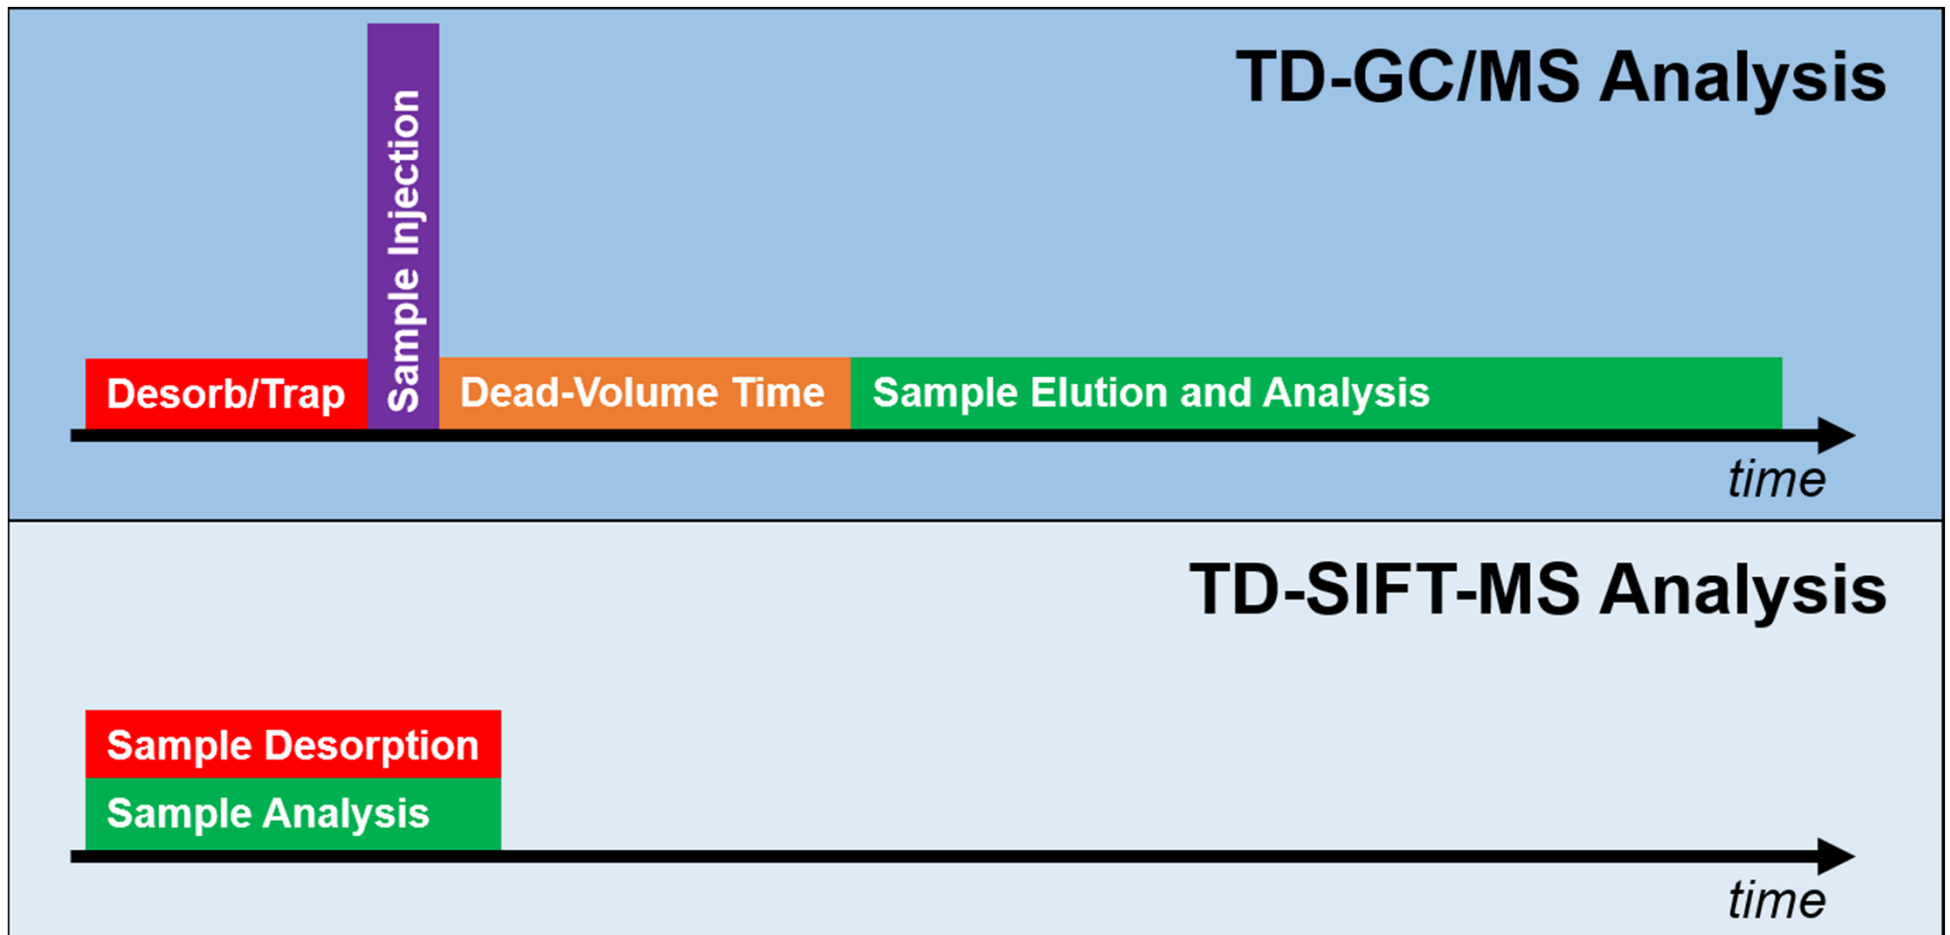 TD-GC/MS Analysis
Sample Injection
Desorb/Trap
Dead-Volume Time
Sample Elution and Analysis
time
TD-SIFT-MS Analysis
Sample Desorption
Sample Analysis
time